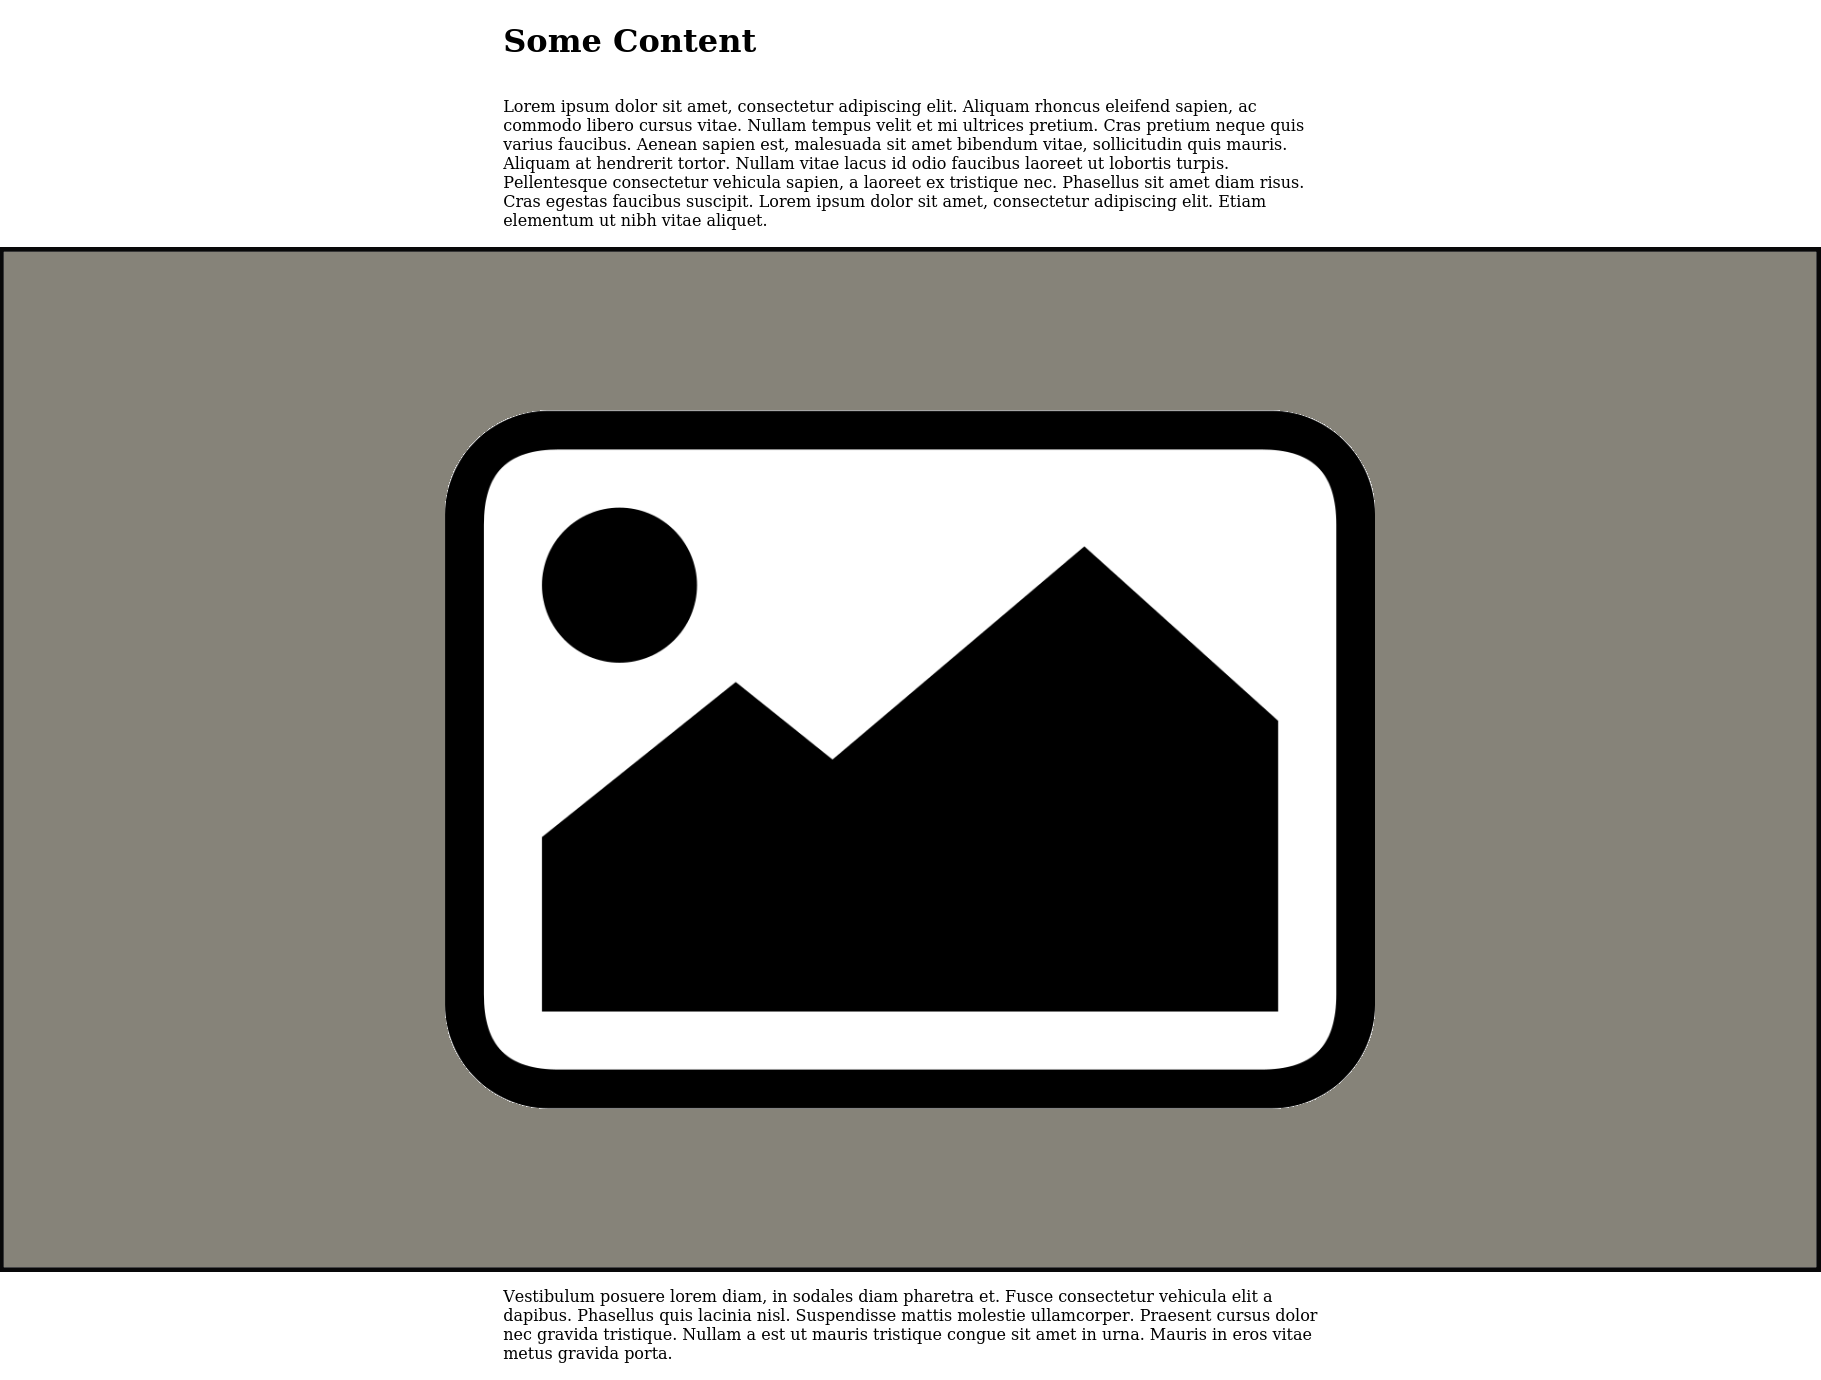 Some Content
Lorem ipsum dolor sit amet, consectetur adipiscing elit. Aliquam rhoncus eleifend sapien, ac
commodo libero cursus vitae. Nullam tempus velit et mi ultrices pretium. Cras pretium neque quis
varius faucibus. Aenean sapien est, malesuada sit amet bibendum vitae, sollicitudin quis mauris.
Aliquam at hendrerit tortor. Nullam vitae lacus id odio faucibus laoreet ut lobortis turpis.
Pellentesque consectetur vehicula sapien, a laoreet ex tristique nec. Phasellus sit amet diam risus.
Cras egestas faucibus suscipit. Lorem ipsum dolor sit amet, consectetur adipiscing elit. Etiam
elementum ut nibh vitae aliquet.
Vestibulum posuere lorem diam, in sodales diam pharetra et. Fusce consectetur vehicula elit a
dapibus. Phasellus quis lacinia nisl. Suspendisse mattis molestie ullamcorper. Praesent cursus dolor
nec gravida tristique. Nullam a est ut mauris tristique congue sit amet in urna. Mauris in eros vitae
metus gravida porta.